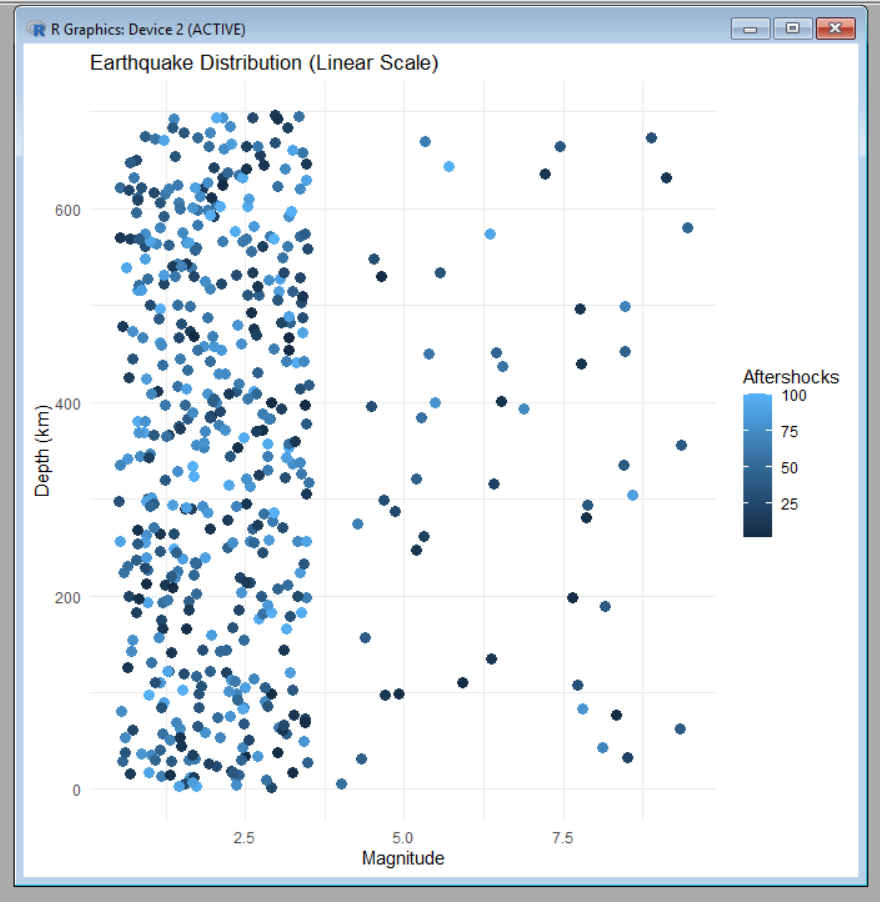 R Graphics: Device 2 (ACTIVE)
Earthquake Distribution (Linear Scale)
Depth (km)
600
400
200
0
2.5 5.0 7.5
Magnitude
Aftershocks
100
75
50
25